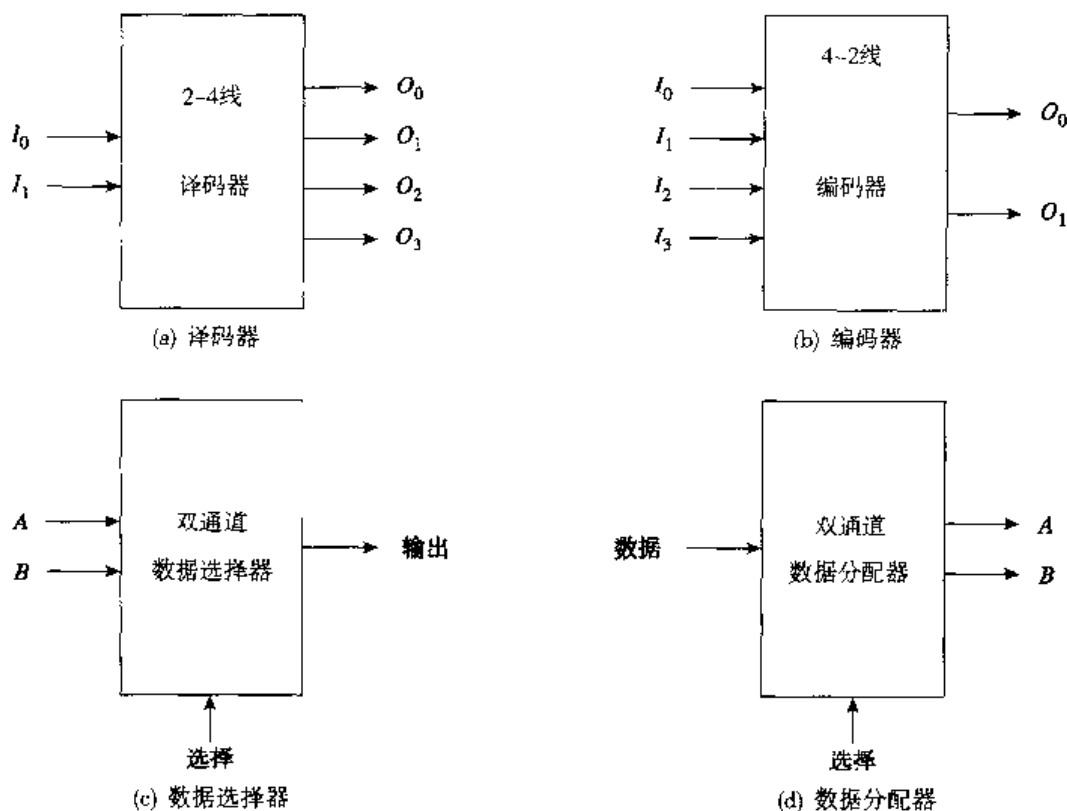 2-4线
译码器
I₀
I₁
O₀
O₁
O₂
O₃
(a) 译码器
4~2线
编码器
I₀
I₁
I₂
I₃
O₀
O₁
(b) 编码器
A
B
双通道
数据选择器
输出
选择
(c) 数据选择器
数据
双通道
数据分配器
A
B
选择
(d) 数据分配器